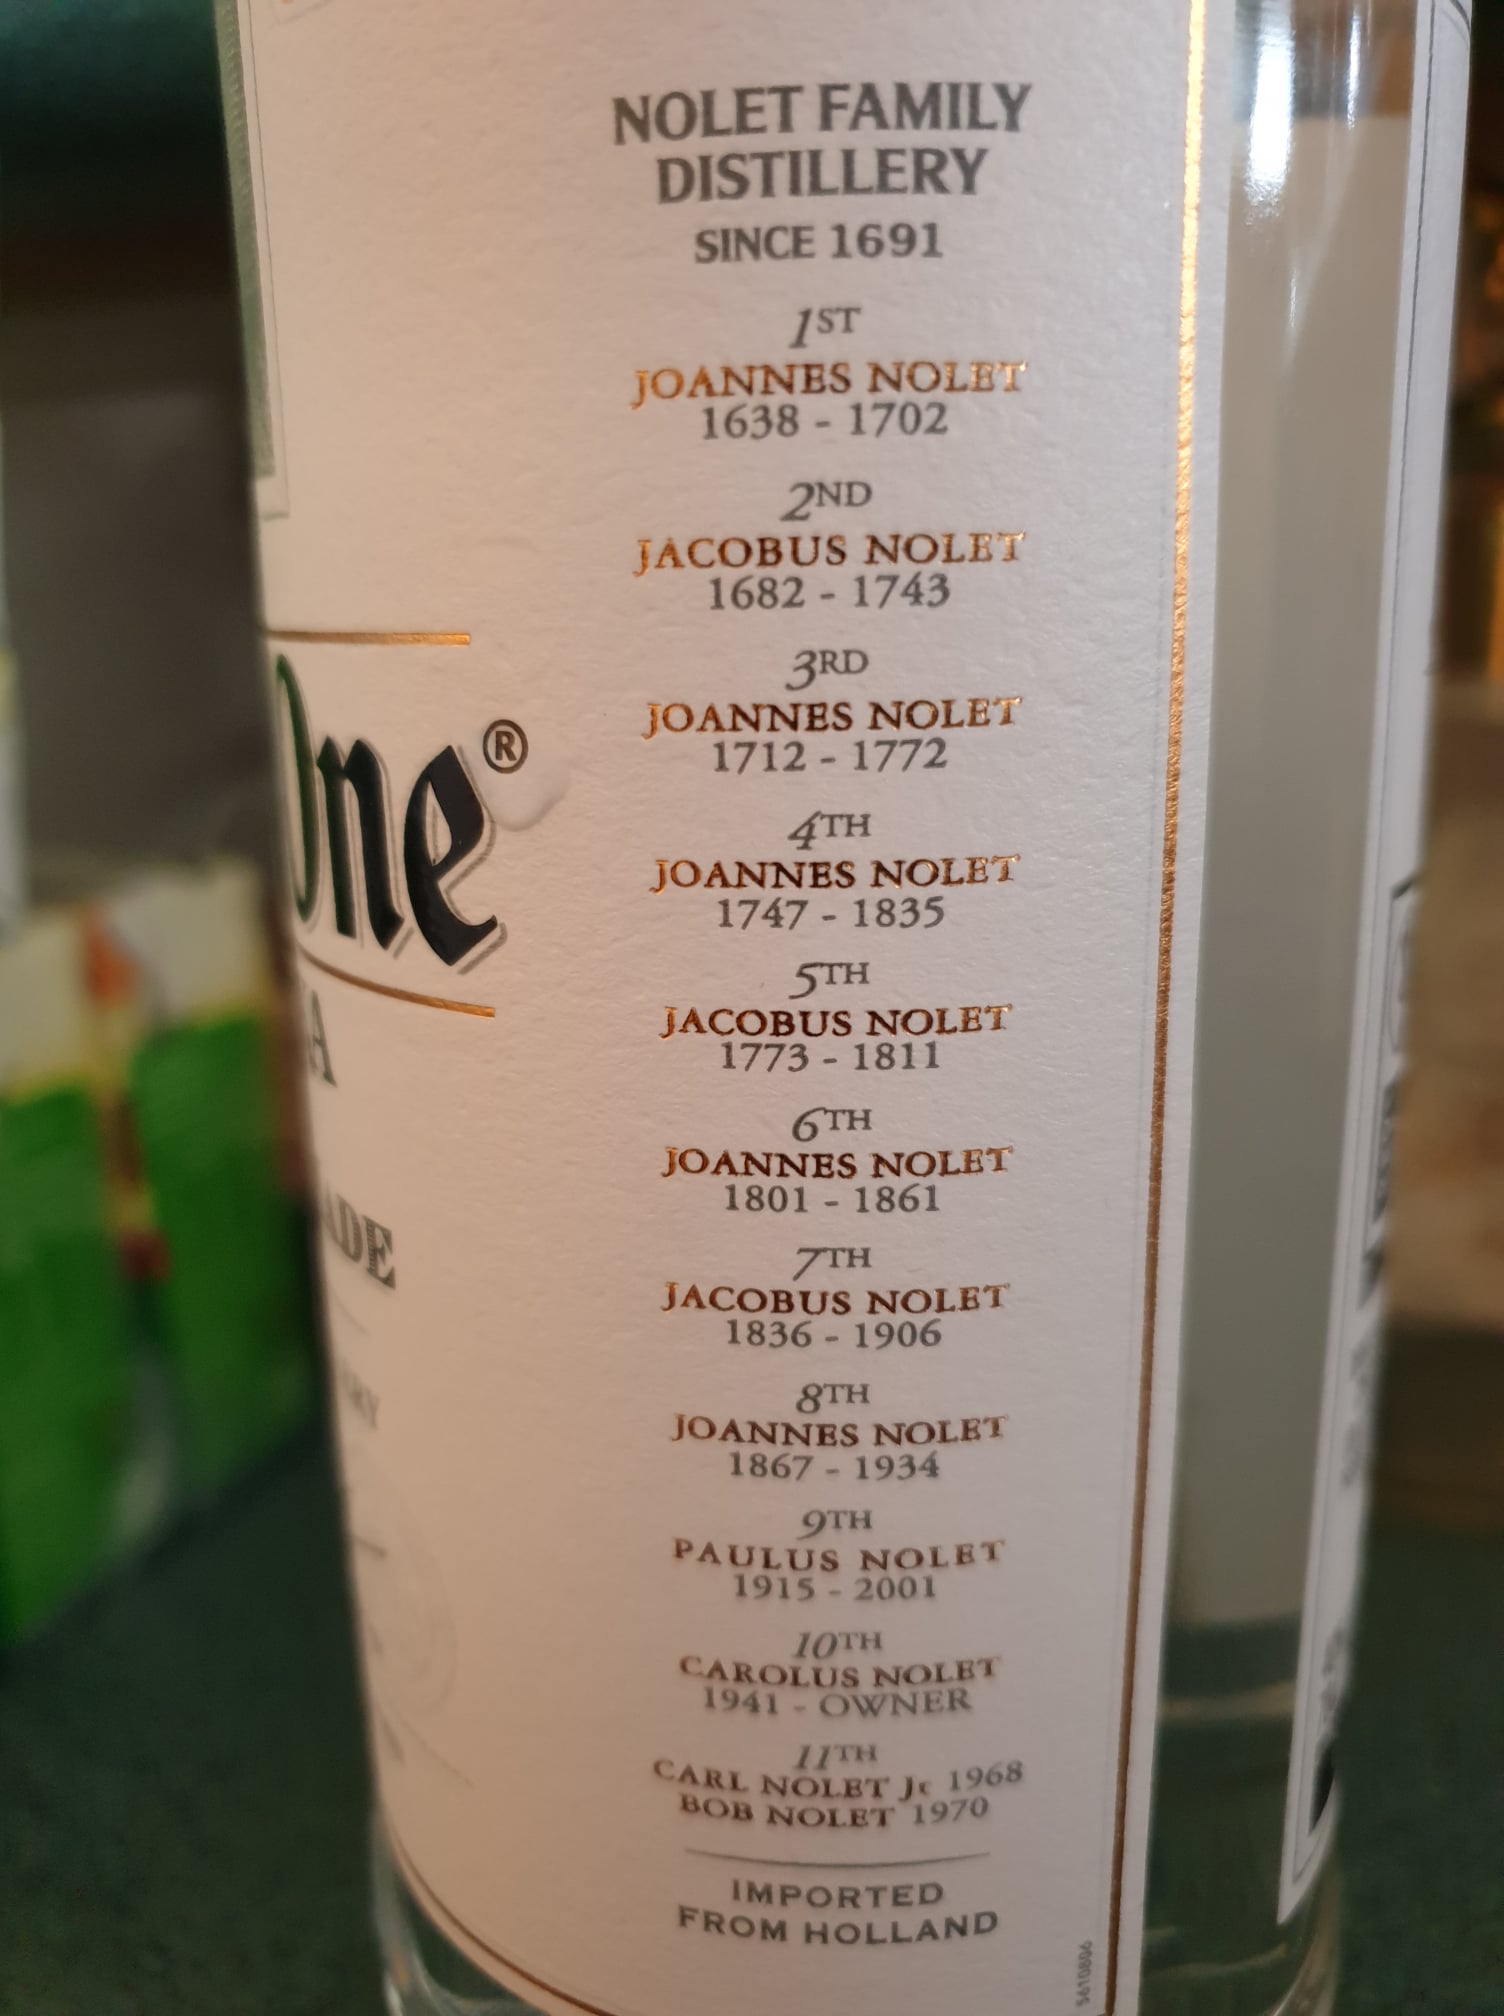 NOLET FAMILY
DISTILLERY
SINCE 1691
1ST
JOANNES NOLET
1638 - 1702
2ND
JACOBUS NOLET
1682 - 1743
3RD
JOANNES NOLET
1712 - 1772
4TH
JOANNES NOLET
1747 - 1835
5TH
JACOBUS NOLET
1773 - 1811
6TH
JOANNES NOLET
1801 - 1861
7TH
JACOBUS NOLET
1836 - 1906
8TH
JOANNES NOLET
1867 - 1934
9TH
PAULUS NOLET
1915 - 2001
10TH
CAROLUS NOLET
1941 - OWNER
11TH
CARL NOLET Jr 1968
BOB NOLET 1970
IMPORTED
FROM HOLLAND
One®